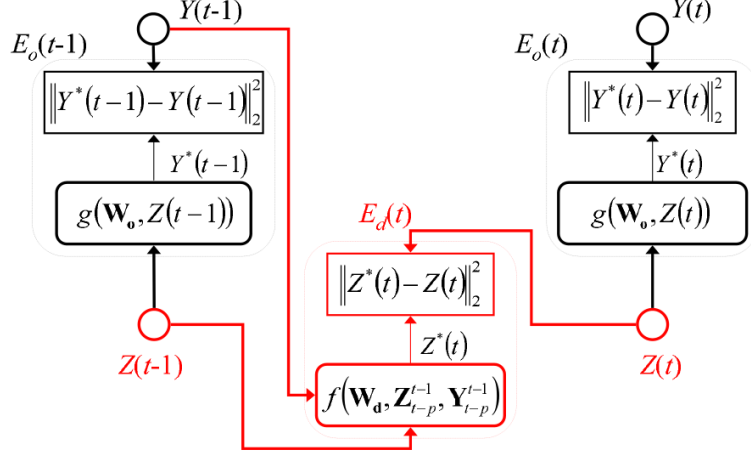 Y(t-1)
Y(t)
E_o(t-1)
E_o(t)
‖Y*(t−1)−Y(t−1)‖₂²
‖Y*(t)−Y(t)‖₂²
Y*(t−1)
Y*(t)
g(W_o, Z(t−1))
g(W_o, Z(t))
E_d(t)
‖Z*(t)−Z(t)‖₂²
Z*(t)
Z(t-1)
Z(t)
f(W_d, Z_{t−p}^{t−1}, Y_{t−p}^{t−1})